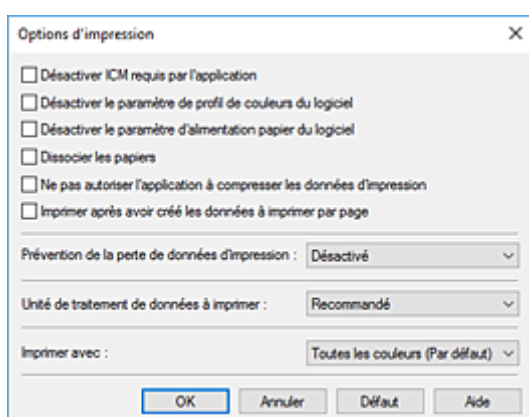 Options d'impression
Désactiver ICM requis par l'application
Désactiver le paramètre de profil de couleurs du logiciel
Désactiver le paramètre d'alimentation papier du logiciel
Dissocier les papiers
Ne pas autoriser l'application à compresser les données d'impression
Imprimer après avoir créé les données à imprimer par page
Prévention de la perte de données d'impression : Désactivé
Unité de traitement de données à imprimer : Recommandé
Imprimer avec : Toutes les couleurs (Par défaut)
OK Annuler Défaut Aide